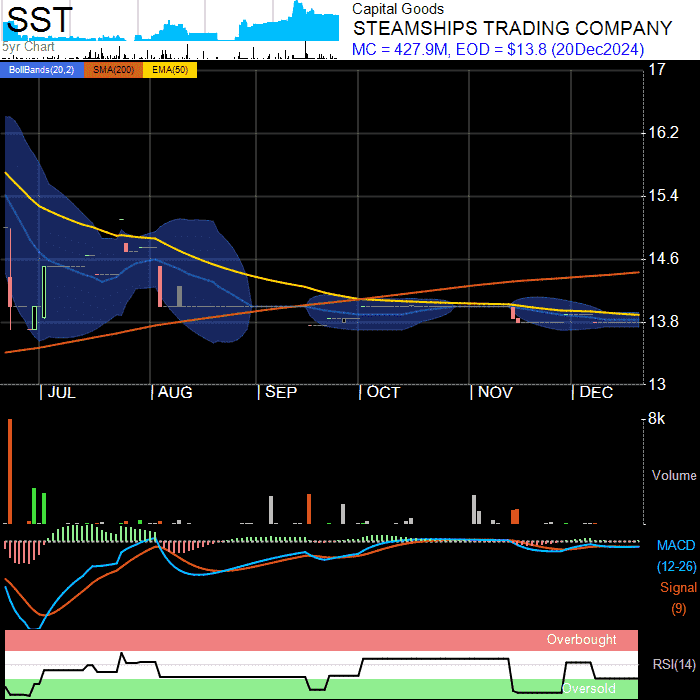 SST
5yr Chart
Capital Goods
STEAMSHIPS TRADING COMPANY
MC = 427.9M, EOD = $13.8 (20Dec2024)
BollBands(20,2) SMA(200) EMA(50)
17
16.2
15.4
14.6
13.8
13
JUL AUG SEP OCT NOV DEC
8k
Volume
MACD
(12-26)
Signal
(9)
Overbought
RSI(14)
Oversold